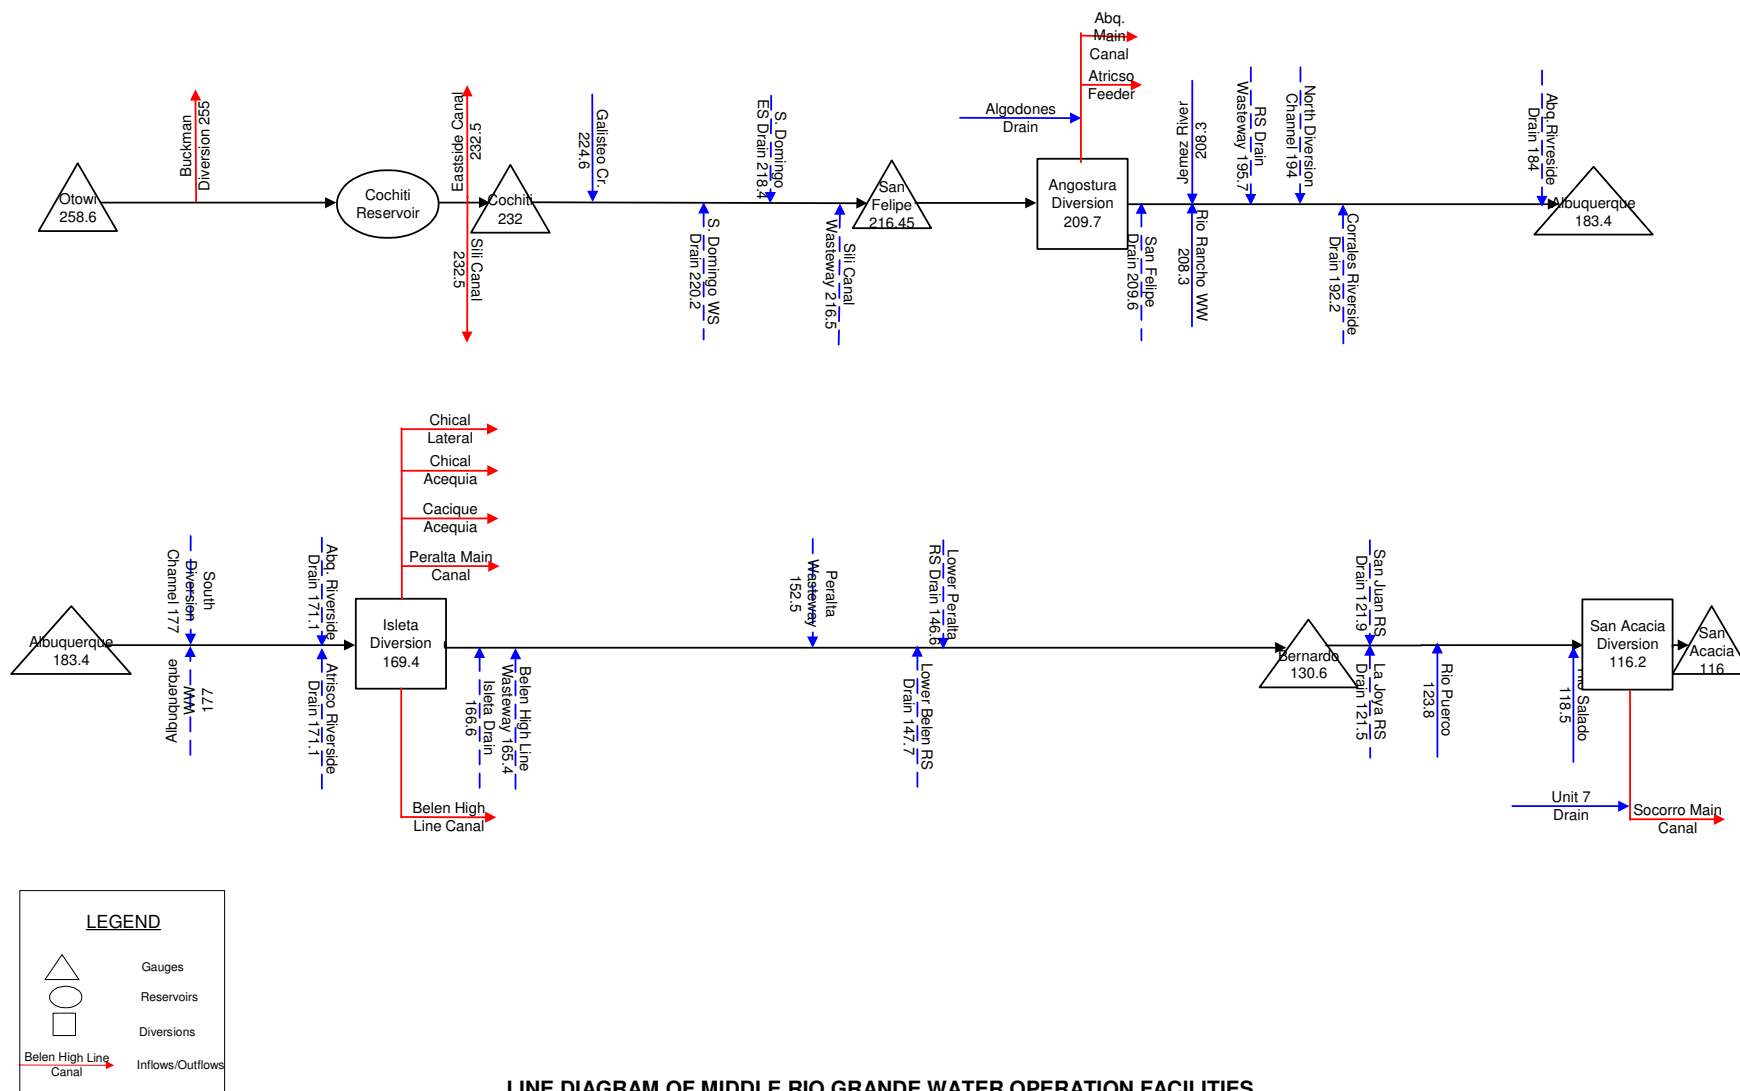 Abq.
Main
Canal
Atricso
Feeder
Algodones
Drain
Buckman
Diversion 255
Eastside Canal
232.5
Sili Canal
232.5
Galisteo Cr.
224.6
S. Domingo
ES Drain 218.4
S. Domingo WS
Drain 220.2
Sili Canal
Wasteway 216.5
Otowi
258.6
Cochiti
Reservoir
Cochiti
232
San
Felipe
216.45
Angostura
Diversion
209.7
San Felipe
Drain 209.6
Jemez River
208.3
Rio Rancho WW
208.3
RS Drain
Wasteway 195.7
North Diversion
Channel 194
Corrales Riverside
Drain 192.2
Abq.Rivreside
Drain 184
Albuquerque
183.4
Chical
Lateral
Chical
Acequia
Cacique
Acequia
Peralta Main
Canal
Albuquerque
183.4
South
Diversion
Channel 177
Albuquerque
WW
177
Abq. Riverside
Drain 171.1
Atrisco Riverside
Drain 171.1
Isleta
Diversion
169.4
Belen High
Line Canal
Isleta Drain
166.6
Belen High Line
Wasteway 165.4
Peralta
Wasteway
152.5
Lower Peralta
RS Drain 146.6
Lower Belen RS
Drain 147.7
Bernardo
130.6
San Juan RS
Drain 121.9
La Joya RS
Drain 121.5
Rio Puerco
123.8
Salado
118.5
San Acacia
Diversion
116.2
San
Acacia
116
Unit 7
Drain
Socorro Main
Canal
LEGEND
Gauges
Reservoirs
Diversions
Belen High Line
Canal
Inflows/Outflows
LINE DIAGRAM OF MIDDLE RIO GRANDE WATER OPERATION FACILITIES